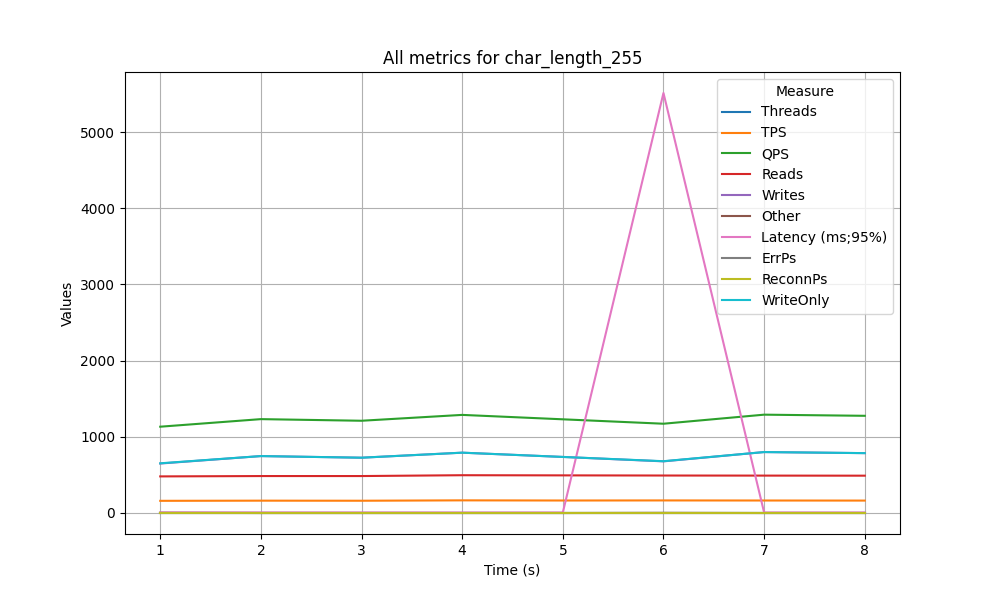 All metrics for char_length_255
Measure
Threads
TPS
QPS
Reads
Writes
Other
Latency (ms;95%)
ErrPs
ReconnPs
WriteOnly
5000
4000
3000
2000
1000
0
Values
1 2 3 4 5 6 7 8
Time (s)